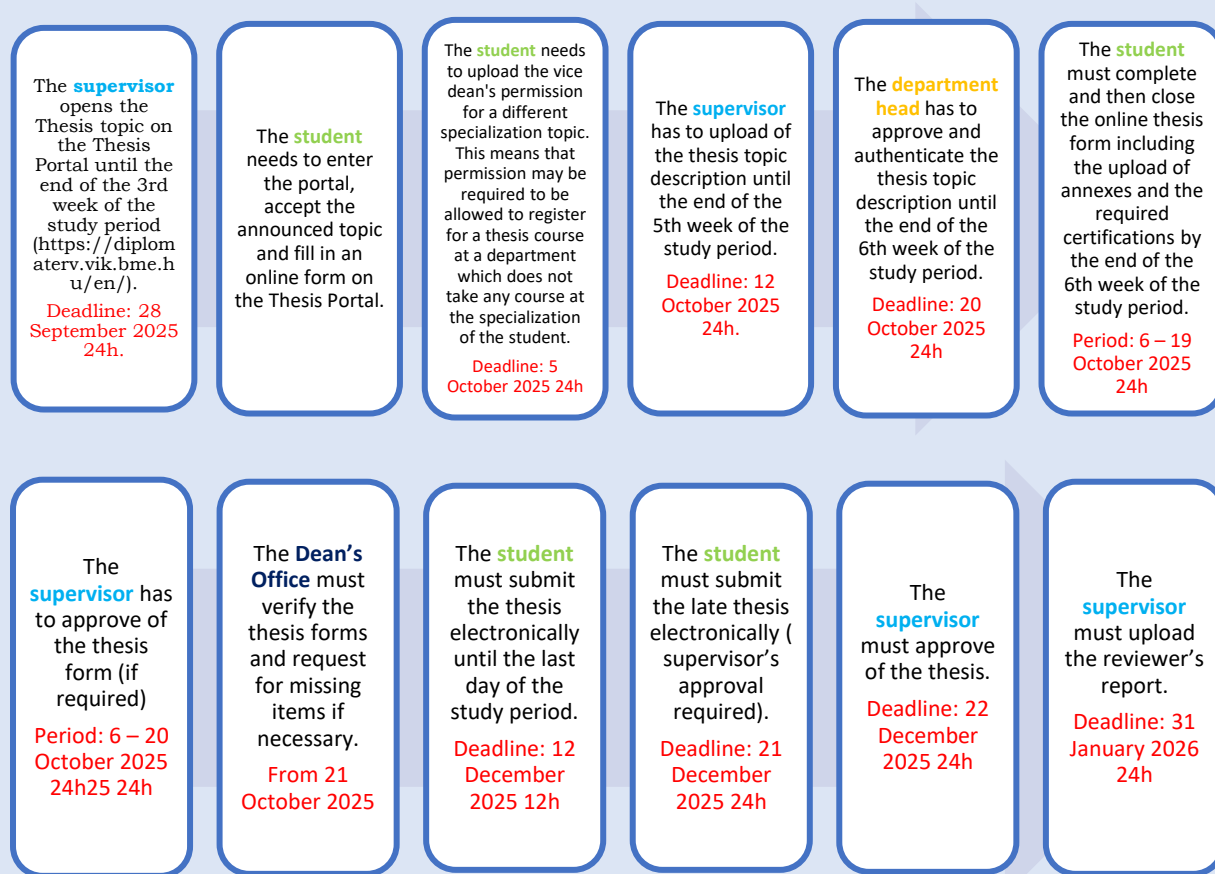 The supervisor
opens the
Thesis topic on
the Thesis
Portal until the
end of the 3rd
week of the
study period
(https://diplom
aterv.vik.bme.h
u/en/).
Deadline: 28
September 2025
24h.
The student
needs to enter
the portal,
accept the
announced topic
and fill in an
online form on
the Thesis Portal.
The student needs
to upload the vice
dean's permission
for a different
specialization topic.
This means that
permission may be
required to be
allowed to register
for a thesis course
at a department
which does not
take any course at
the specialization
of the student.
Deadline: 5
October 2025 24h
The supervisor
has to upload of
the thesis topic
description until
the end of the
5th week of the
study period.
Deadline: 12
October 2025
24h.
The department
head has to
approve and
authenticate the
thesis topic
description until
the end of the
6th week of the
study period.
Deadline: 20
October 2025
24h
The student
must complete
and then close
the online thesis
form including
the upload of
annexes and the
required
certifications by
the end of the
6th week of the
study period.
Period: 6 – 19
October 2025
24h
The
supervisor has
to approve of
the thesis
form (if
required)
Period: 6 – 20
October 2025
24h25 24h
The Dean's
Office must
verify the
thesis forms
and request
for missing
items if
necessary.
From 21
October 2025
The student
must submit
the thesis
electronically
until the last
day of the
study period.
Deadline: 12
December
2025 12h
The student
must submit
the late thesis
electronically (
supervisor's
approval
required).
Deadline: 21
December
2025 24h
The
supervisor
must approve
of the thesis.
Deadline: 22
December
2025 24h
The
supervisor
must upload
the reviewer's
report.
Deadline: 31
January 2026
24h